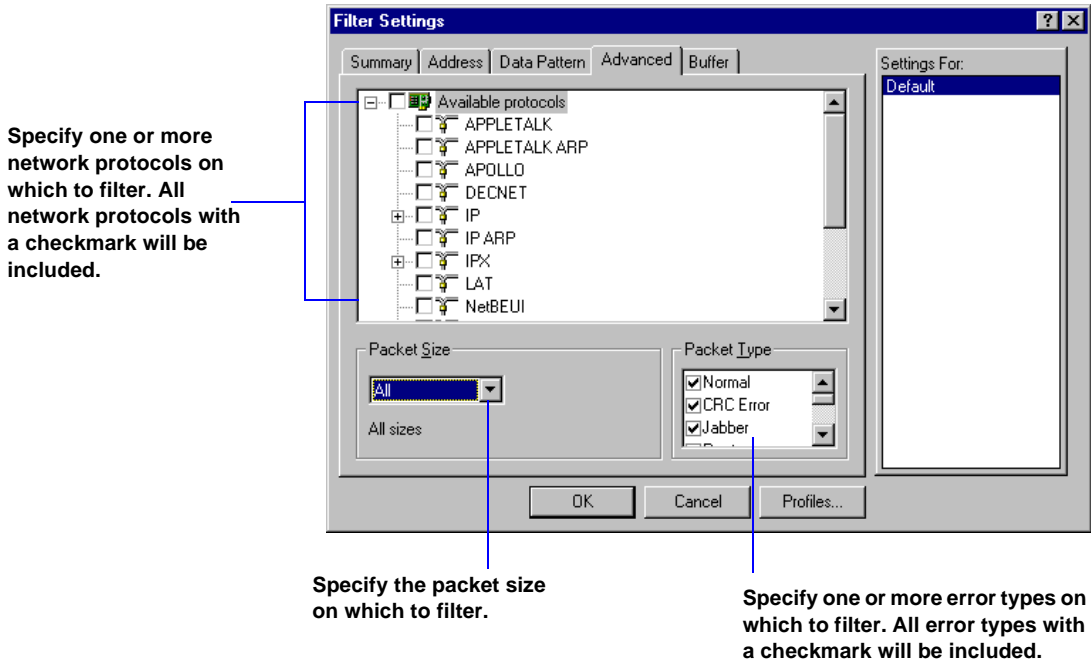 Filter Settings
? X
Summary Address Data Pattern Advanced Buffer
Settings For:
Default
Available protocols
APPLETALK
APPLETALK ARP
APOLLO
DECNET
IP
IP ARP
IPX
LAT
NetBEUI
Specify one or more
network protocols on
which to filter. All
network protocols with
a checkmark will be
included.
Packet Size
All
All sizes
Packet Type
Normal
CRC Error
Jabber
OK Cancel Profiles...
Specify the packet size
on which to filter.
Specify one or more error types on
which to filter. All error types with
a checkmark will be included.